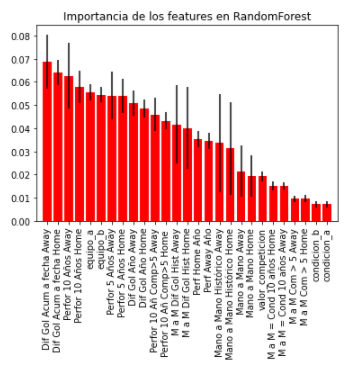 Importancia de los features en RandomForest
0.08
0.07
0.06
0.05
0.04
0.03
0.02
0.01
0.00
Dif Gol Acum a fecha Away
Dif Gol Acum a fecha Home
Perfor 10 Años Away
Perfor 10 Años Home
equipo_a
equipo_b
Perfor 5 Años Away
Perfor 5 Años Home
Dif Gol Año Away
Dif Gol Año Home
Perfor 10 Añ Comp>5 Away
Perfor 10 Añ Comp>5 Home
M a M Dif Gol Hist Away
M a M Dif Gol Hist Home
Perf Home Año
Perf Away Año
Mano a Mano Histórico Away
Mano a Mano Histórico Home
Mano a Mano Away
Mano a Mano Home
valor_competicion
M a M = Cond 10 años Home
M a M = Cond 10 años Away
M a M Com > 5 Away
M a M Com > 5 Home
condicion_b
condicion_a